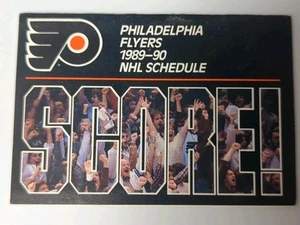 PHILADELPHIA
FLYERS
1989-90
NHL SCHEDULE
SCORE!